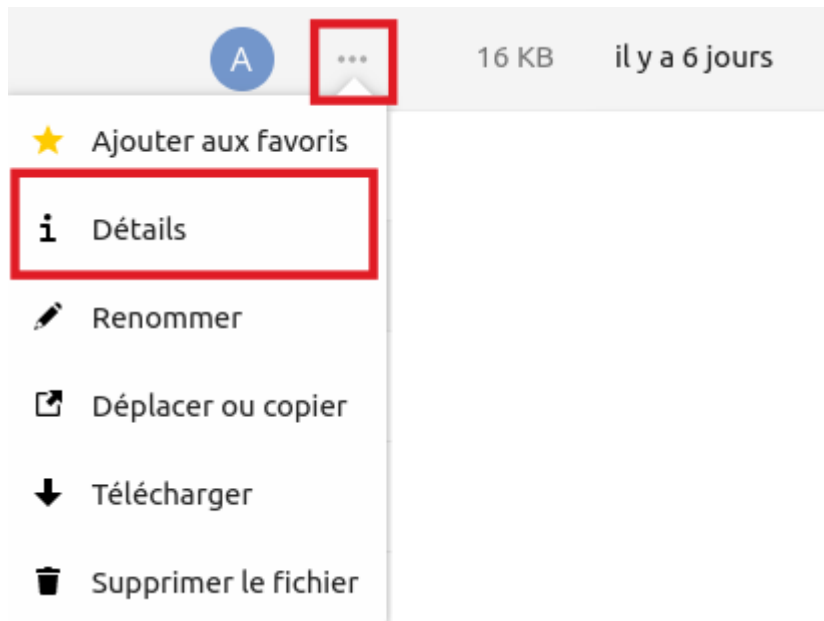 A ... 16 KB il y a 6 jours
Ajouter aux favoris
i Détails
Renommer
Déplacer ou copier
Télécharger
Supprimer le fichier